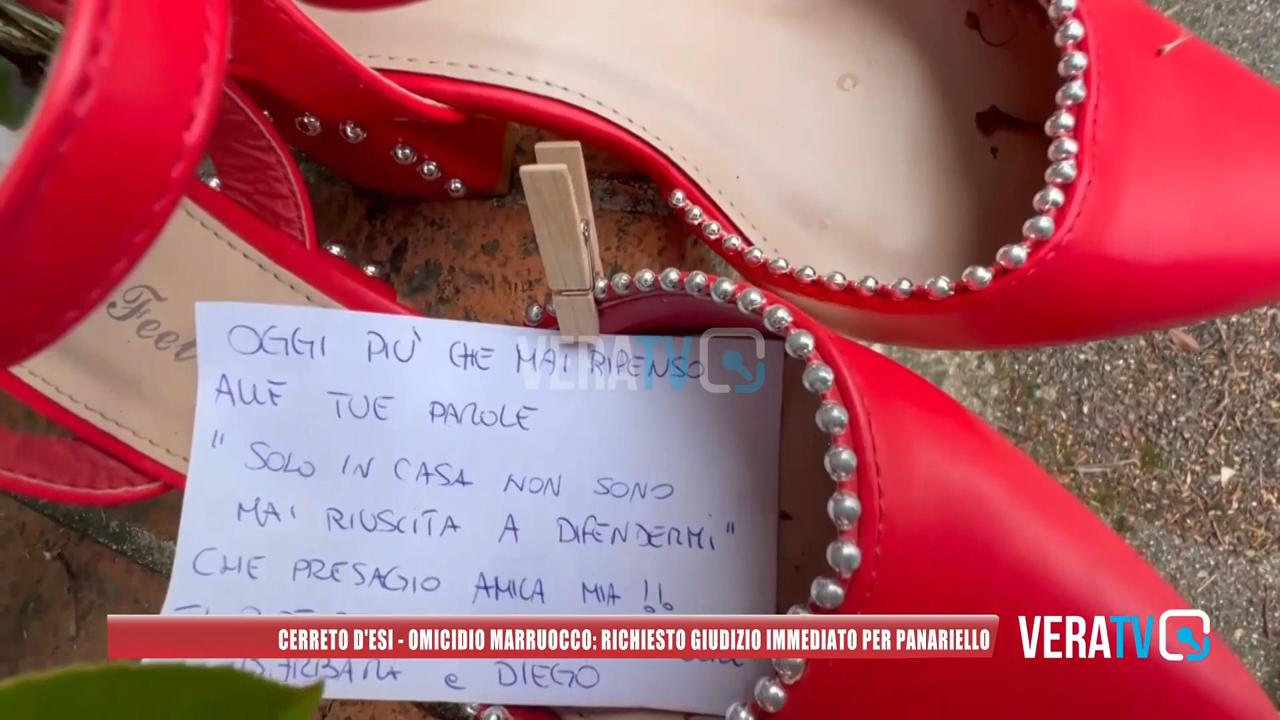 Feel
OGGI PIÙ CHE MAI RIPENSO
ALLE TUE PAROLE
" SOLO IN CASA NON SONO
MAI RIUSCITA A DIFENDERMI"
CHE PRESAGIO AMICA MIA !!
e DIEGO
VERATV
CERRETO D'ESI - OMICIDIO MARRUOCCO: RICHIESTO GIUDIZIO IMMEDIATO PER PANARIELLO
VERATV